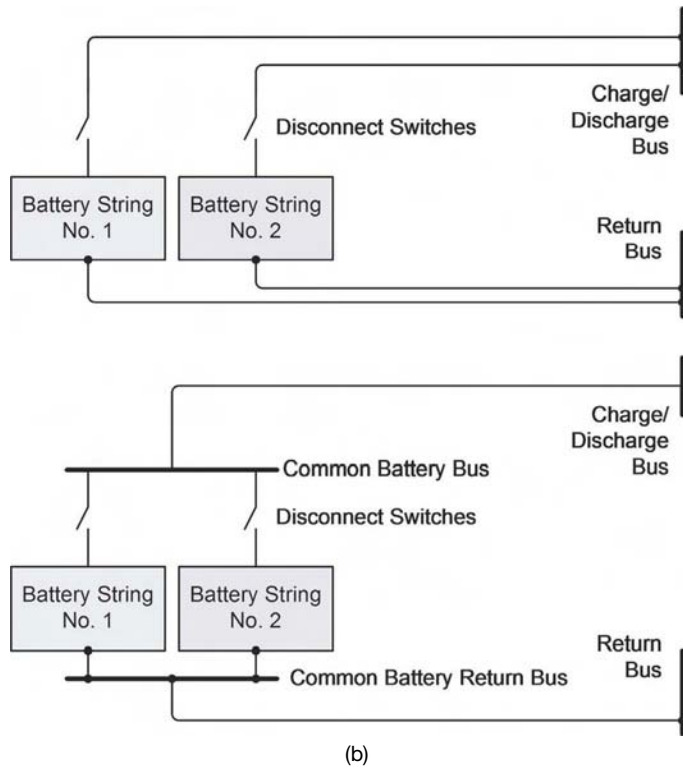 Charge/
Discharge
Bus
Disconnect Switches
Battery String
No. 1
Battery String
No. 2
Return
Bus
Charge/
Discharge
Bus
Common Battery Bus
Disconnect Switches
Battery String
No. 1
Battery String
No. 2
Return
Bus
Common Battery Return Bus
(b)